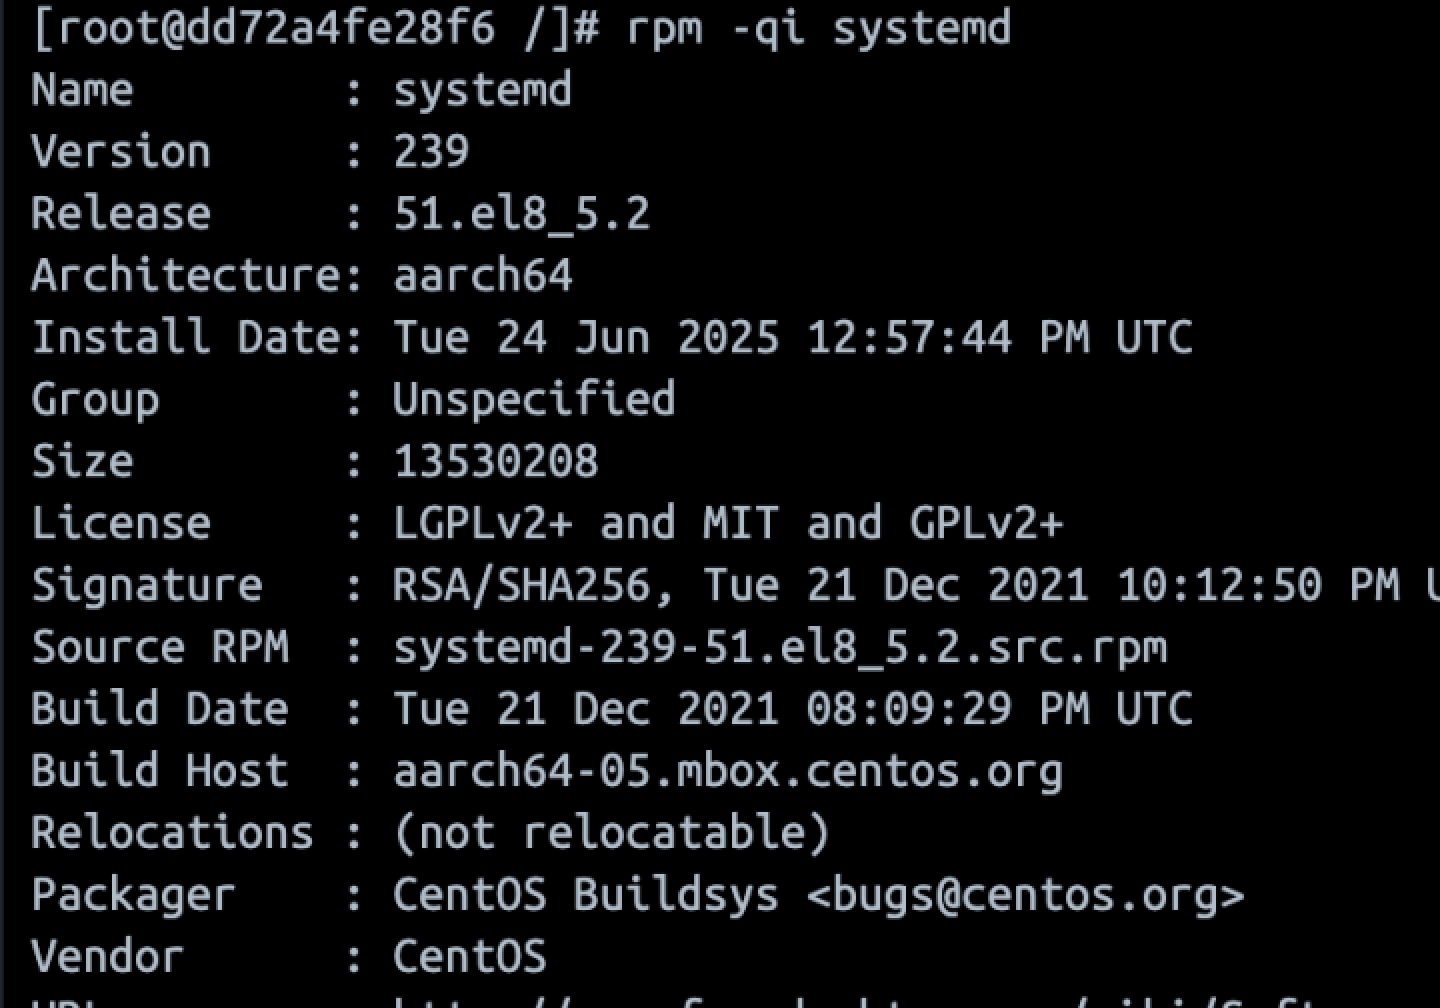 [root@dd72a4fe28f6 /]# rpm -qi systemd
Name        : systemd
Version     : 239
Release     : 51.el8_5.2
Architecture: aarch64
Install Date: Tue 24 Jun 2025 12:57:44 PM UTC
Group       : Unspecified
Size        : 13530208
License     : LGPLv2+ and MIT and GPLv2+
Signature   : RSA/SHA256, Tue 21 Dec 2021 10:12:50 PM
Source RPM  : systemd-239-51.el8_5.2.src.rpm
Build Date  : Tue 21 Dec 2021 08:09:29 PM UTC
Build Host  : aarch64-05.mbox.centos.org
Relocations : (not relocatable)
Packager    : CentOS Buildsys <bugs@centos.org>
Vendor      : CentOS